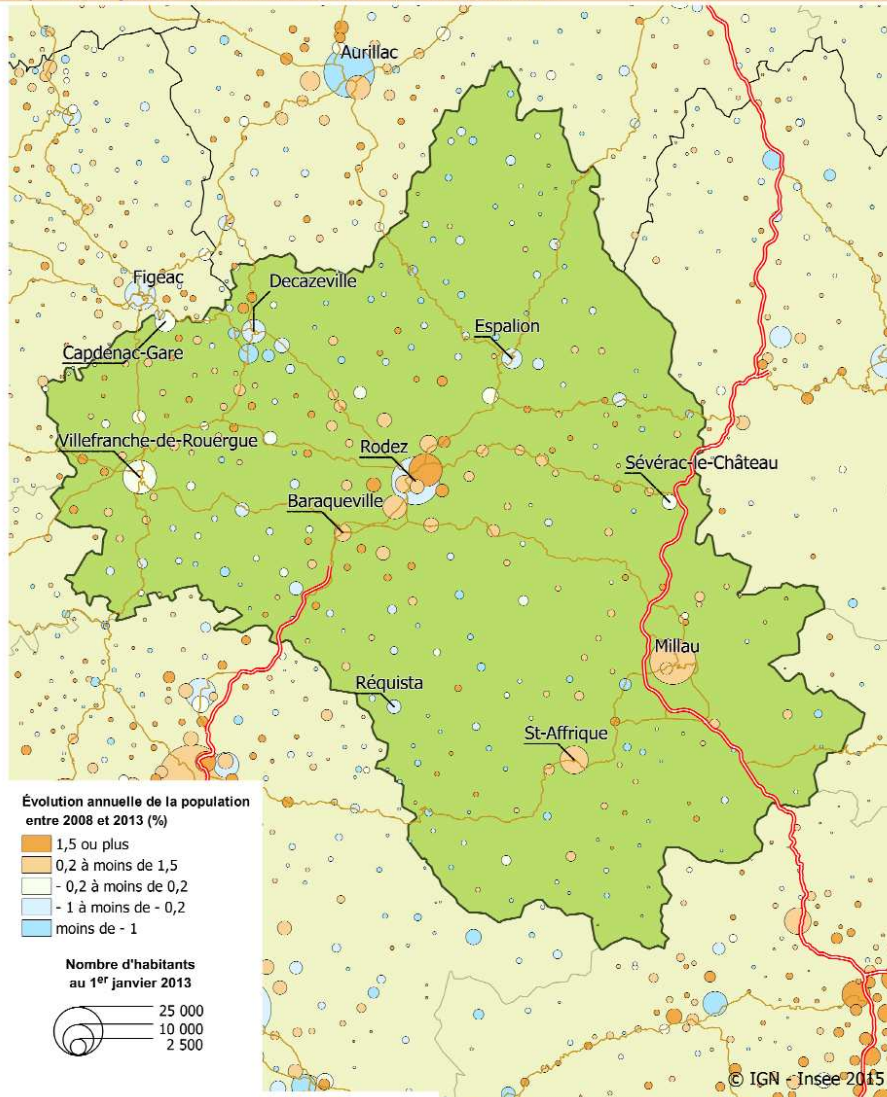 Aurillac
Figeac
Decazeville
Capdenac-Gare
Espalion
Villefranche-de-Rouergue
Rodez
Sévérac-le-Château
Baraqueville
Millau
Réquista
St-Affrique
Évolution annuelle de la population
entre 2008 et 2013 (%)
1,5 ou plus
0,2 à moins de 1,5
- 0,2 à moins de 0,2
- 1 à moins de - 0,2
moins de - 1
Nombre d'habitants
au 1er janvier 2013
25 000
10 000
2 500
© IGN - Insee 2015